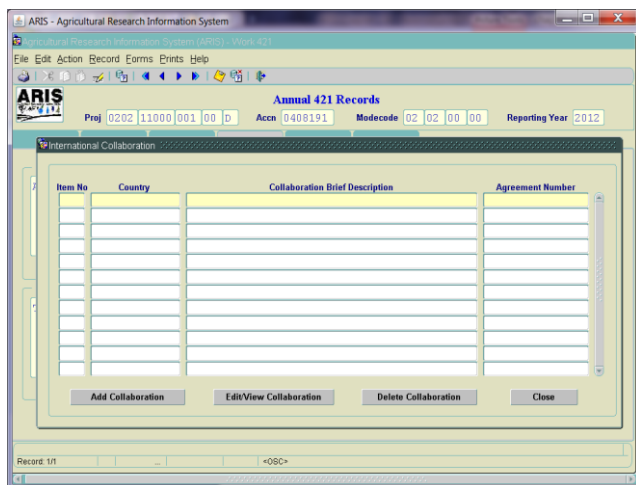 ARIS - Agricultural Research Information System
Agricultural Research Information System (ARIS) - Work 421
File Edit Action Record Forms Prints Help
ARIS
Annual 421 Records
Proj 0202 11000 001 00 D Accn 0408191 Modecode 02 02 00 00 Reporting Year 2012
International Collaboration
Item No Country Collaboration Brief Description Agreement Number
Add Collaboration Edit/View Collaboration Delete Collaboration Close
Record: 1/1 ... <OSC>